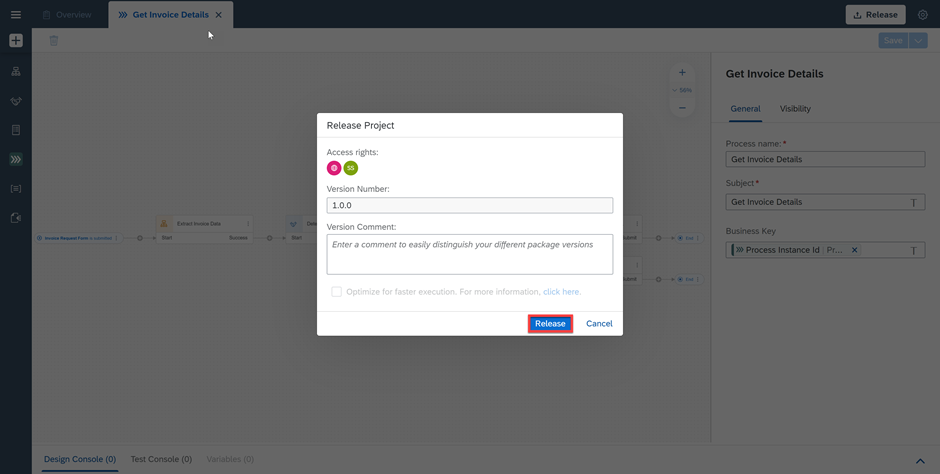 Overview
Get Invoice Details
Release
Save
56%
Get Invoice Details
General
Visibility
Process name: *
Get Invoice Details
Subject *
Get Invoice Details
Business Key
Process Instance Id
Pr...
Release Project
Access rights:
SS
Version Number:
1.0.0
Version Comment:
Enter a comment to easily distinguish your different package versions
Optimize for faster execution. For more information, click here.
Release
Cancel
Invoice Request Form is submitted
Extract Invoice Data
Start
Success
Start
End
End
Design Console (0)
Test Console (0)
Variables (0)